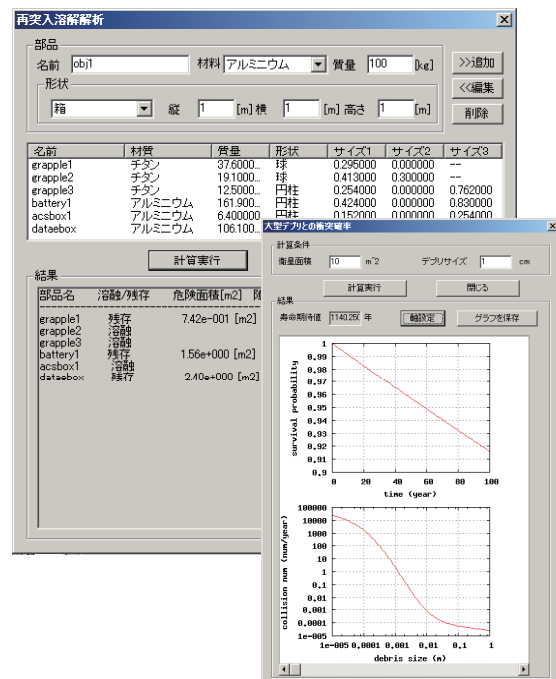 再突入溶解解析
部品
名前 obj1 材料 アルミニウム 質量 100 [kg] >>追加
形状 <<編集
箱 縦 1 [m] 横 1 [m] 高さ 1 [m] 削除
名前 材質 質量 形状 サイズ1 サイズ2 サイズ3
grapple1 チタン 37.6000... 球 0.295000 0.000000 --
grapple2 チタン 19.1000... 球 0.413000 0.300000 --
grapple3 チタン 12.5000... 円柱 0.254000 0.000000 0.762000
battery1 アルミニウム 161.900... 円柱 0.424000 0.000000 0.830000
acsbox1 アルミニウム 6.400000 円柱 0.152000 0.000000 0.254000
dataebox アルミニウム 106.100...
計算実行
結果
部品名 溶融/残存 危険面積[m2]
grapple1 残存 7.42e-001 [m2]
grapple2 溶融
grapple3 溶融
battery1 残存 1.56e+000 [m2]
acsbox1 溶融
dataebox 残存 2.40e+000 [m2]
大型デブリとの衝突確率
計算条件
衛星面積 10 m^2 デブリサイズ 1 cm
計算実行 閉じる
結果
寿命期待値 1140.250 年 軸設定 グラフを保存
1
0.99
0.98
0.97
0.96
0.95
0.94
0.93
0.92
0.91
0.9
survival probability
0 20 40 60 80 100
time (year)
100000
10000
1000
100
10
1
0.1
0.01
0.001
0.0001
1e-005
collision num (num/year)
1e-005 0.0001 0.001 0.01 0.1 1
debris size (m)